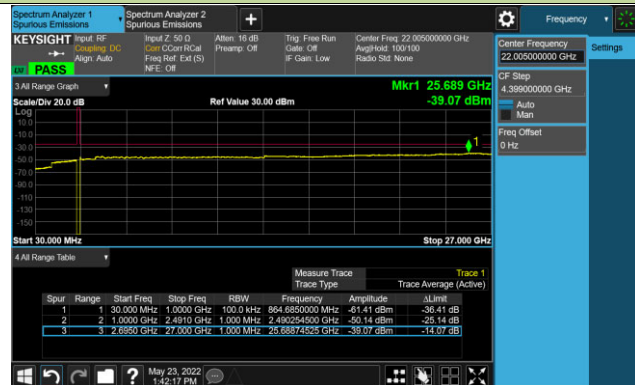 Spectrum Analyzer 1
Spurious Emissions
Spectrum Analyzer 2
Spurious Emissions
+
Frequency
KEYSIGHT
Input: RF
Coupling: DC
Align: Auto
Input Z: 50 Ω
Corr CCorr RCal
Freq Ref: Ext (S)
NFE: Off
Atten: 16 dB
Preamp: Off
Trig: Free Run
Gate: Off
IF Gain: Low
Center Freq: 22.005000000 GHz
Avg|Hold: 100/100
Radio Std: None
PASS
Center Frequency
22.005000000 GHz
Settings
CF Step
4.399000000 GHz
Auto
Man
Freq Offset
0 Hz
3 All Range Graph
Mkr1 25.689 GHz
Scale/Div 20.0 dB
Ref Value 30.00 dBm
-39.07 dBm
Log
10.0
-10.0
-30.0
-50.0
-70.0
-90.0
-110
-130
-150
1
Start 30.000 MHz
Stop 27.000 GHz
4 All Range Table
Measure Trace Trace 1
Trace Type Trace Average (Active)
Spur Range Start Freq Stop Freq RBW Frequency Amplitude ΔLimit
1 1 30.000 MHz 1.0000 GHz 100.0 kHz 864.6850000 MHz -61.41 dBm -36.41 dB
2 2 1.0000 GHz 2.4910 GHz 1.000 MHz 2.490254500 GHz -50.14 dBm -25.14 dB
3 3 2.6950 GHz 27.000 GHz 1.000 MHz 25.68874525 GHz -39.07 dBm -14.07 dB
?
May 23, 2022
1:42:17 PM